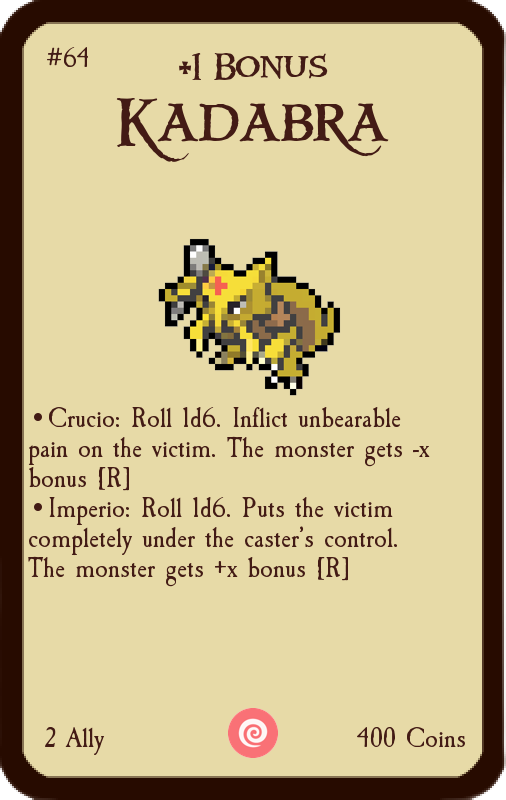 #64
+1 Bonus
Kadabra
•Crucio: Roll 1d6. Inflict unbearable
pain on the victim. The monster gets -x
bonus [R]
•Imperio: Roll 1d6. Puts the victim
completely under the caster's control.
The monster gets +x bonus [R]
2 Ally
400 Coins